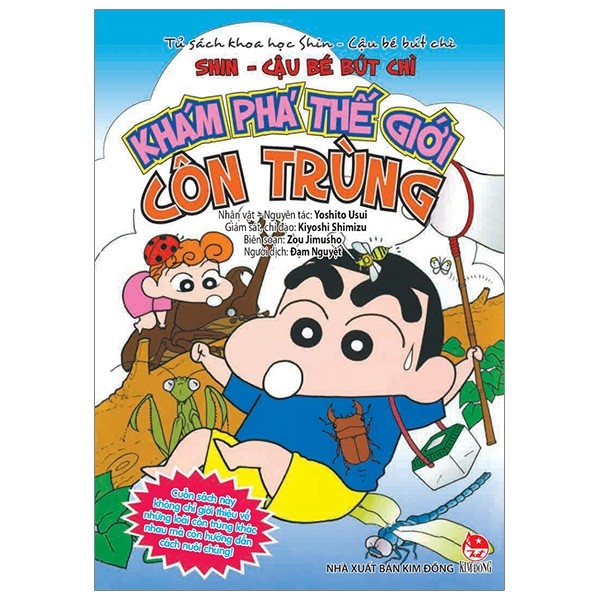 Tủ sách khoa học Shin - Cậu bé bút chì
SHIN - CẬU BÉ BÚT CHÌ
KHÁM PHÁ THẾ GIỚI
CÔN TRÙNG
Nhân vật - Nguyên tác: Yoshito Usui
Giám sát, chỉ đạo: Kiyoshi Shimizu
Biên soạn: Zou Jimusho
Người dịch: Đạm Nguyệt
Cuốn sách này
không chỉ giới thiệu về
những loài côn trùng khác
nhau mà còn hướng dẫn
cách nuôi chúng!
NHÀ XUẤT BẢN KIM ĐỒNG
KIM ĐỒNG